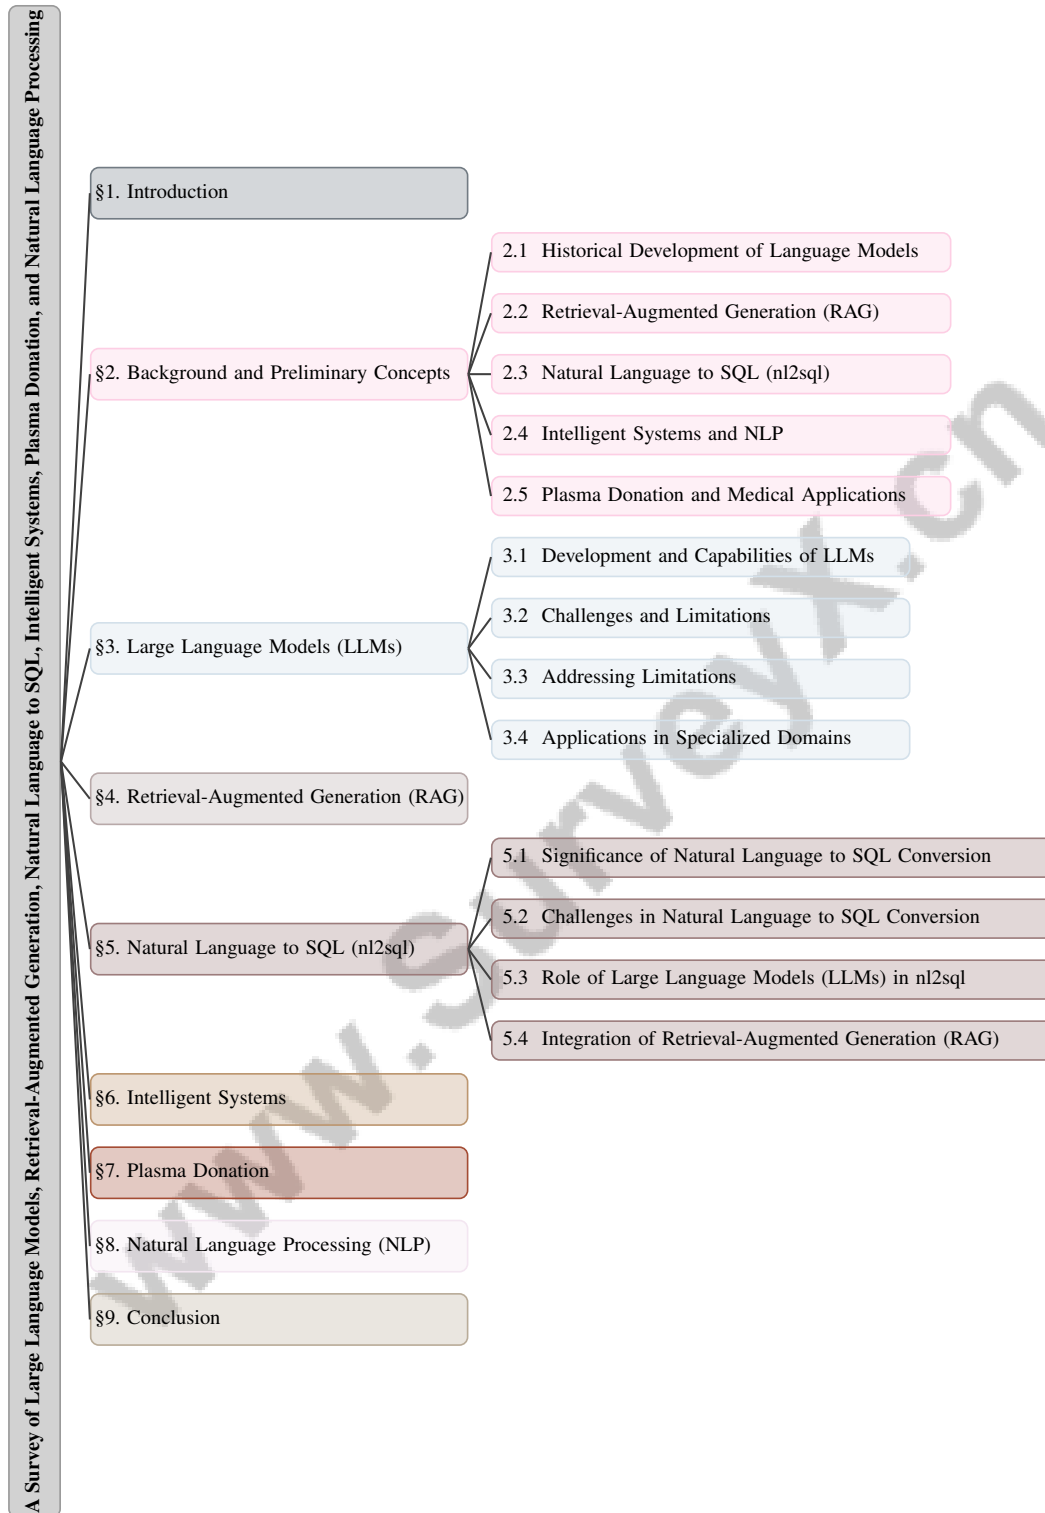 A Survey of Large Language Models, Retrieval-Augmented Generation, Natural Language to SQL, Intelligent Systems, Plasma Donation, and Natural Language Processing
§1. Introduction
§2. Background and Preliminary Concepts
2.1 Historical Development of Language Models
2.2 Retrieval-Augmented Generation (RAG)
2.3 Natural Language to SQL (nl2sql)
2.4 Intelligent Systems and NLP
2.5 Plasma Donation and Medical Applications
§3. Large Language Models (LLMs)
3.1 Development and Capabilities of LLMs
3.2 Challenges and Limitations
3.3 Addressing Limitations
3.4 Applications in Specialized Domains
§4. Retrieval-Augmented Generation (RAG)
§5. Natural Language to SQL (nl2sql)
5.1 Significance of Natural Language to SQL Conversion
5.2 Challenges in Natural Language to SQL Conversion
5.3 Role of Large Language Models (LLMs) in nl2sql
5.4 Integration of Retrieval-Augmented Generation (RAG)
§6. Intelligent Systems
§7. Plasma Donation
§8. Natural Language Processing (NLP)
§9. Conclusion
www.surveyx.cn